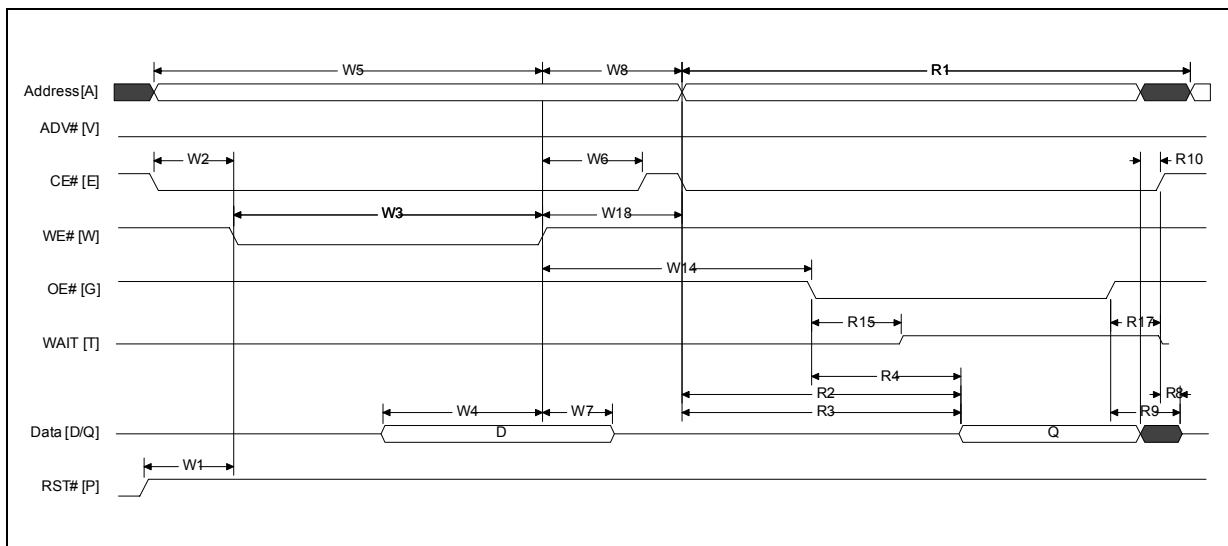 W5 W8 R1
Address [A]
ADV# [V]
W2 W6 R10
CE# [E]
W3 W18
WE# [W]
W14
OE# [G]
R15 R17
WAIT [T]
R4
R2 R8
W4 W7 R3 R9
Data [D/Q] D Q
W1
RST# [P]